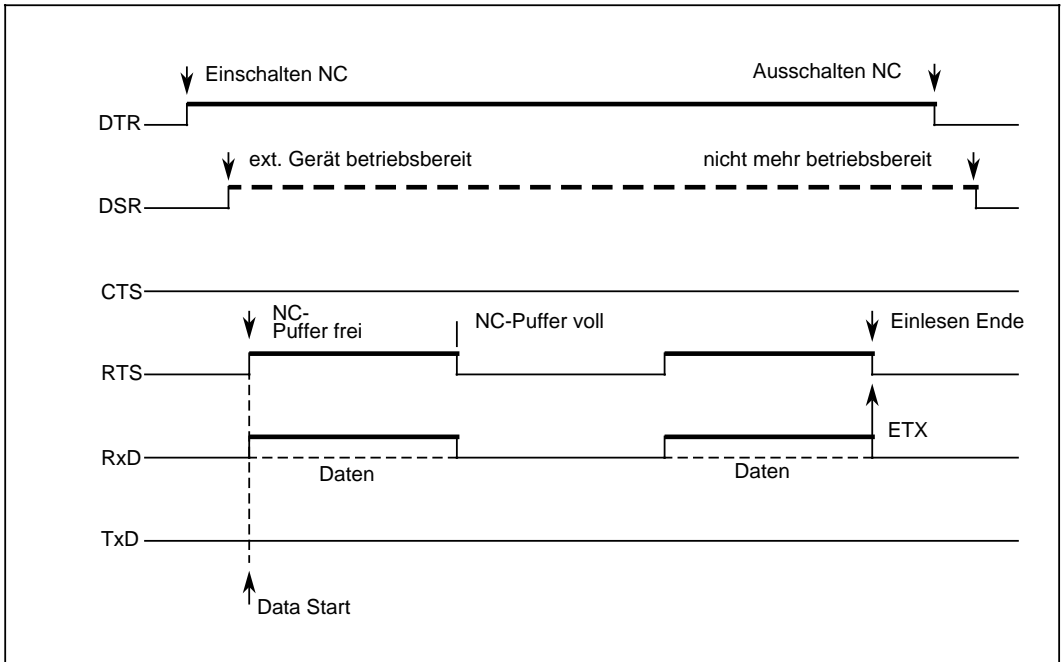 Einschalten NC
Ausschalten NC
DTR
ext. Gerät betriebsbereit
nicht mehr betriebsbereit
DSR
CTS
NC-
Puffer frei
NC-Puffer voll
Einlesen Ende
RTS
ETX
RxD
Daten
Daten
TxD
Data Start